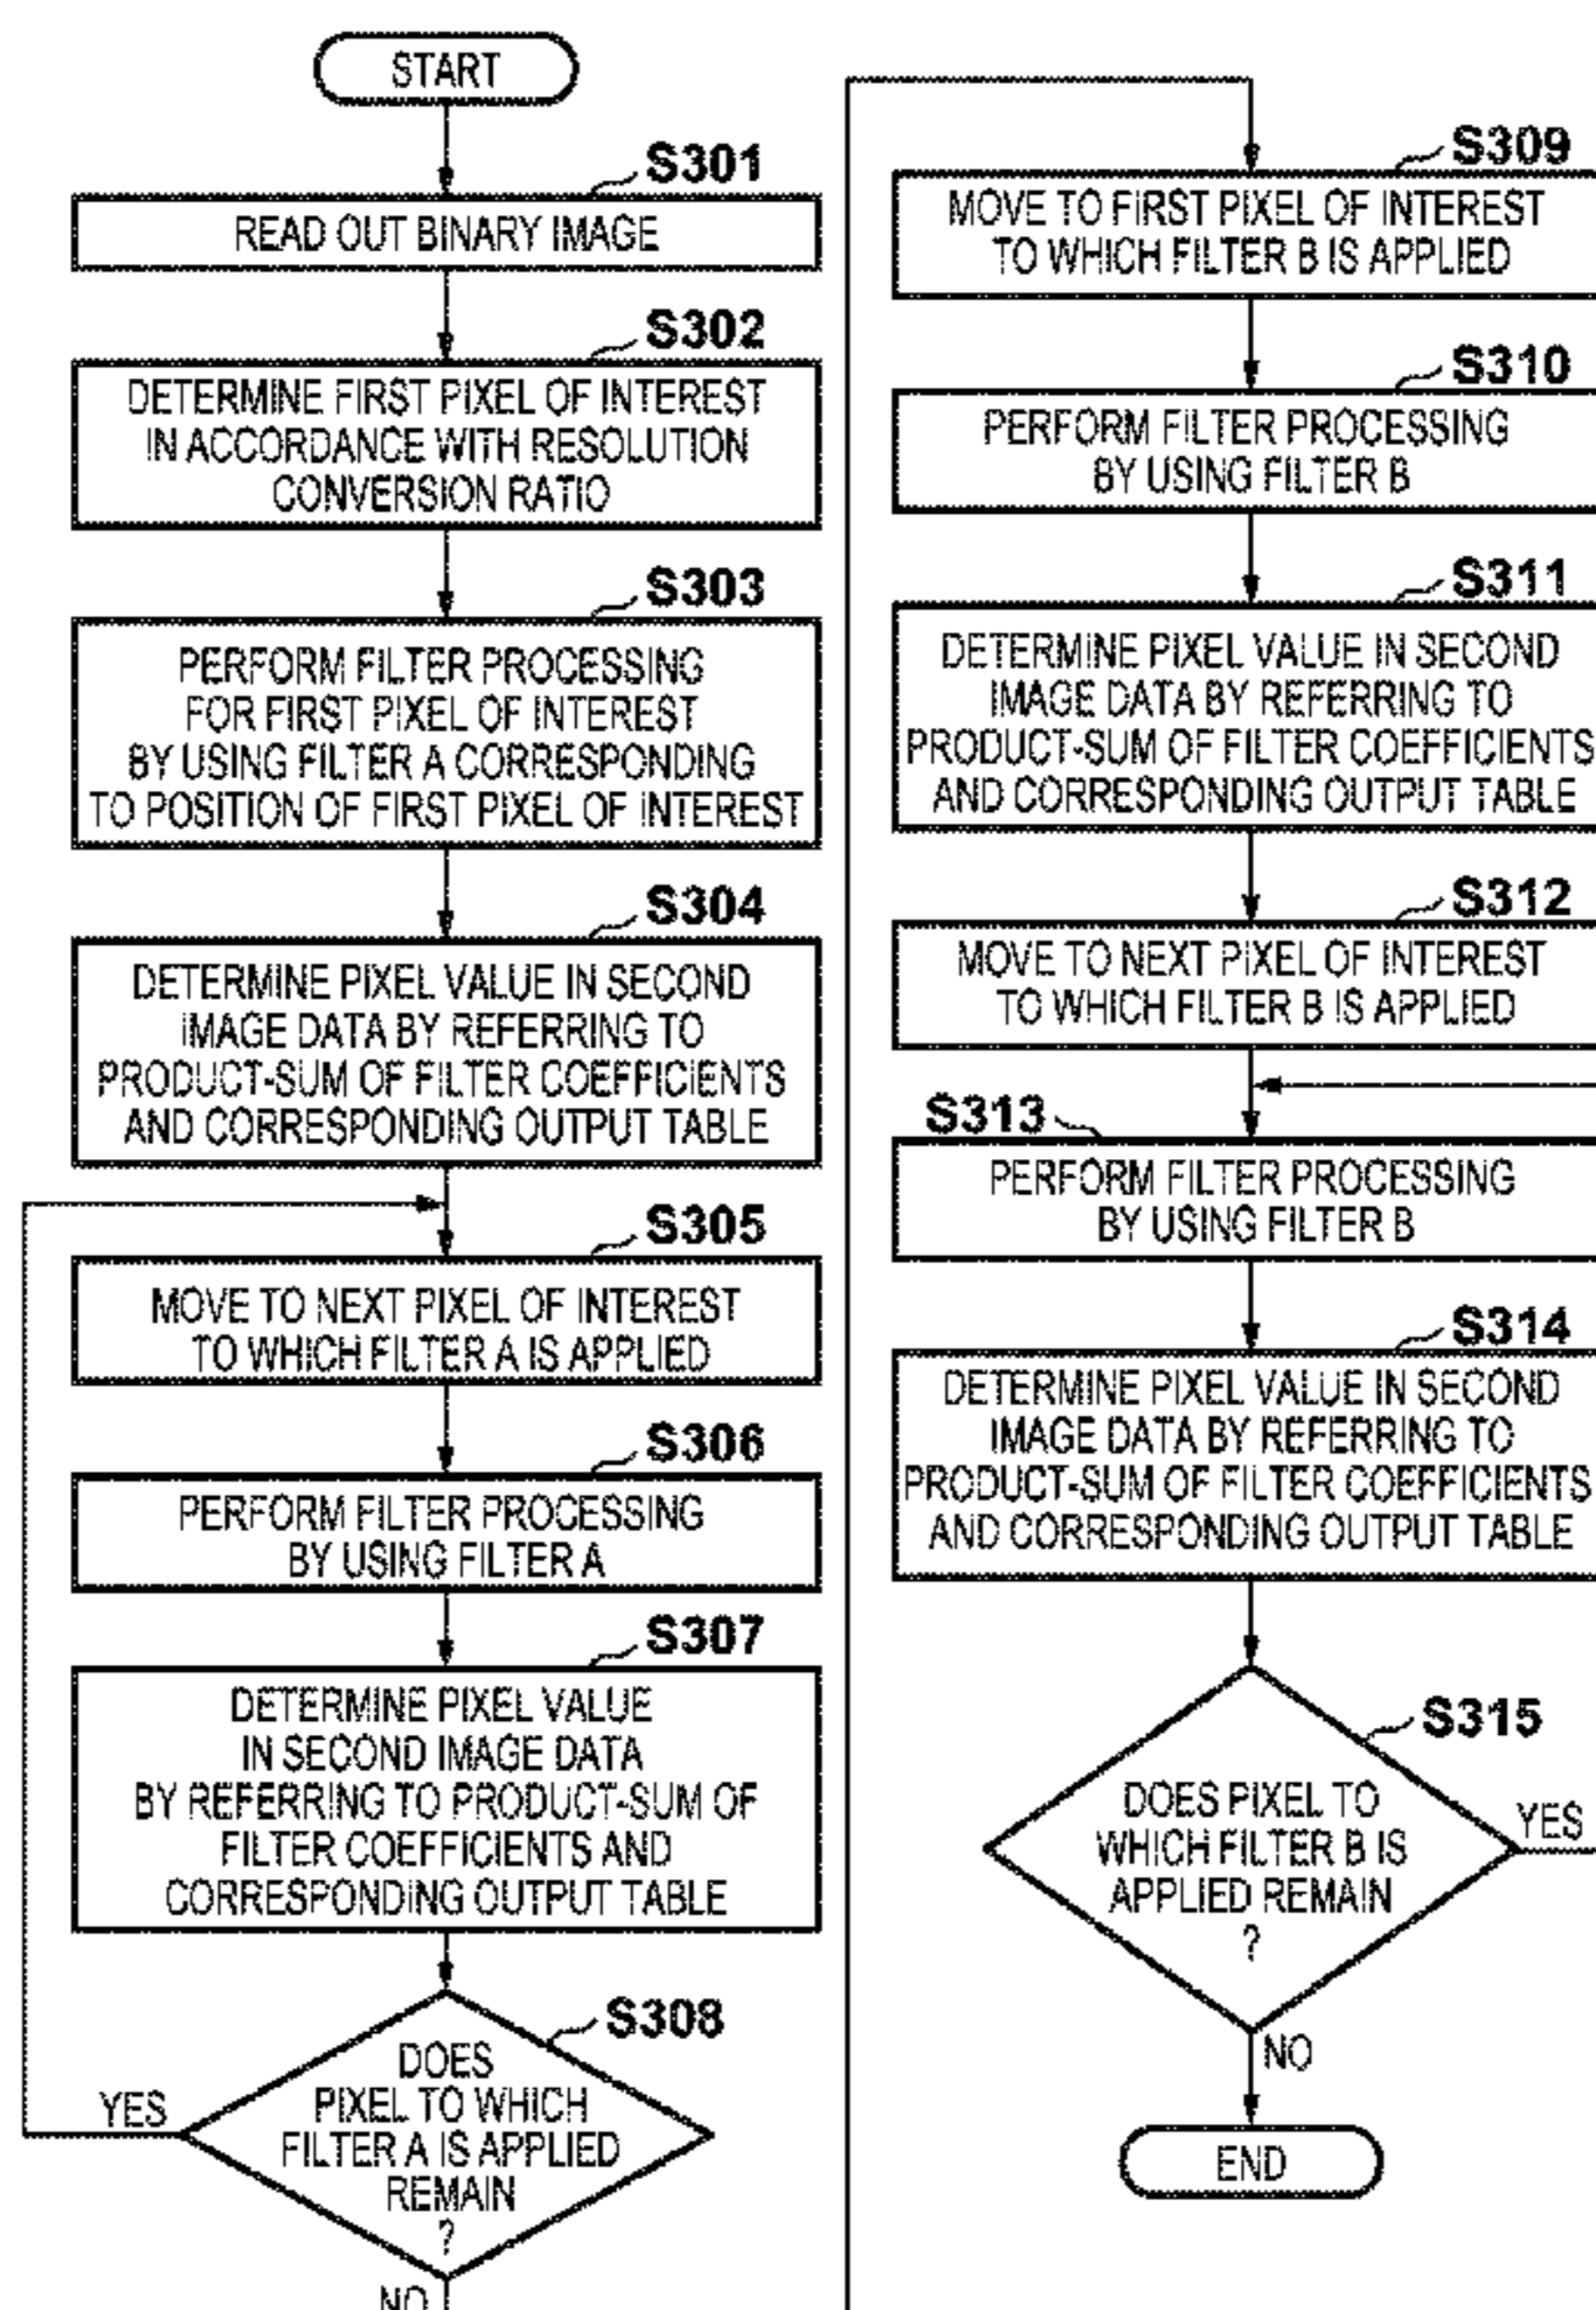 START
S301
READ OUT BINARY IMAGE
S302
DETERMINE FIRST PIXEL OF INTEREST
IN ACCORDANCE WITH RESOLUTION
CONVERSION RATIO
S303
PERFORM FILTER PROCESSING
FOR FIRST PIXEL OF INTEREST
BY USING FILTER A CORRESPONDING
TO POSITION OF FIRST PIXEL OF INTEREST
S304
DETERMINE PIXEL VALUE IN SECOND
IMAGE DATA BY REFERRING TO
PRODUCT-SUM OF FILTER COEFFICIENTS
AND CORRESPONDING OUTPUT TABLE
S305
MOVE TO NEXT PIXEL OF INTEREST
TO WHICH FILTER A IS APPLIED
S306
PERFORM FILTER PROCESSING
BY USING FILTER A
S307
DETERMINE PIXEL VALUE
IN SECOND IMAGE DATA
BY REFERRING TO PRODUCT-SUM OF
FILTER COEFFICIENTS AND
CORRESPONDING OUTPUT TABLE
S308
DOES
PIXEL TO WHICH
FILTER A IS APPLIED
REMAIN
?
YES
NO
S309
MOVE TO FIRST PIXEL OF INTEREST
TO WHICH FILTER B IS APPLIED
S310
PERFORM FILTER PROCESSING
BY USING FILTER B
S311
DETERMINE PIXEL VALUE IN SECOND
IMAGE DATA BY REFERRING TO
PRODUCT-SUM OF FILTER COEFFICIENTS
AND CORRESPONDING OUTPUT TABLE
S312
MOVE TO NEXT PIXEL OF INTEREST
TO WHICH FILTER B IS APPLIED
S313
PERFORM FILTER PROCESSING
BY USING FILTER B
S314
DETERMINE PIXEL VALUE IN SECOND
IMAGE DATA BY REFERRING TO
PRODUCT-SUM OF FILTER COEFFICIENTS
AND CORRESPONDING OUTPUT TABLE
S315
DOES PIXEL TO
WHICH FILTER B IS
APPLIED REMAIN
?
YES
NO
END